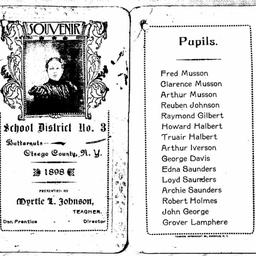 SOUVENIR
School District No. 3
Butternuts
Otsego County, N. Y.
1898
PRESENTED BY
Myrtle L. Johnson,
TEACHER.
Dan. Prentice Director
Pupils.
Fred Musson
Clarence Musson
Arthur Musson
Reuben Johnson
Raymond Gilbert
Howard Halbert
Truair Halbert
Arthur Iverson
George Davis
Edna Saunders
Loyd Saunders
Archie Saunders
Robert Holmes
John George
Grover Lamphere